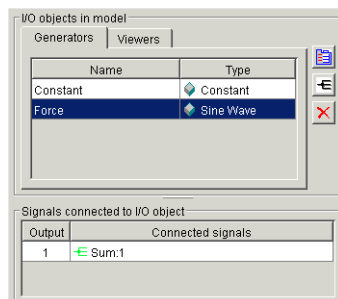 I/O objects in model
Generators Viewers
Name Type
Constant Constant
Force Sine Wave
Signals connected to I/O object
Output Connected signals
1 Sum:1